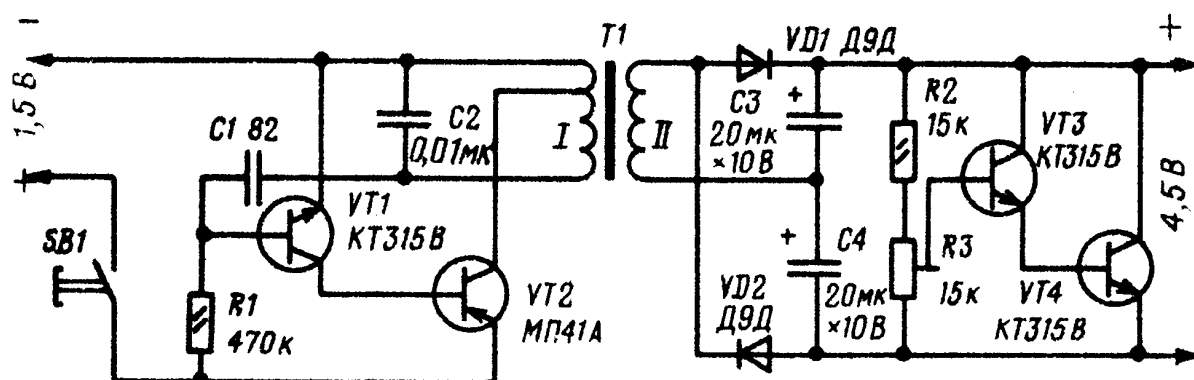 −
1,5 В
+
SB1
C1 82
R1
470к
VT1
КТ315В
C2
0,01мк
VT2
МП41А
T1
I
II
VD1 Д9Д
C3
+
20мк
×10В
+
C4
20мк
×10В
VD2
Д9Д
R2
15к
R3
15к
VT3
КТ315В
VT4
КТ315В
+
4,5 В